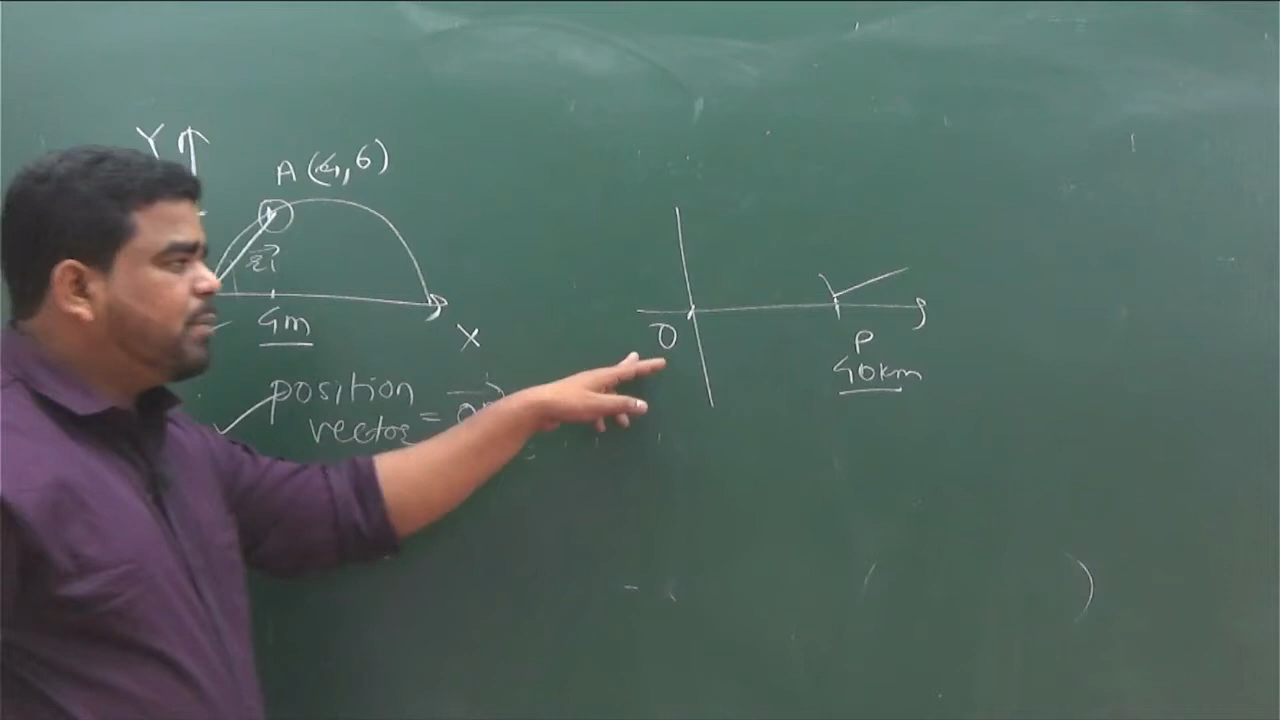 Y
A (4,6)
4m
X
position
vector =
O
P
40km